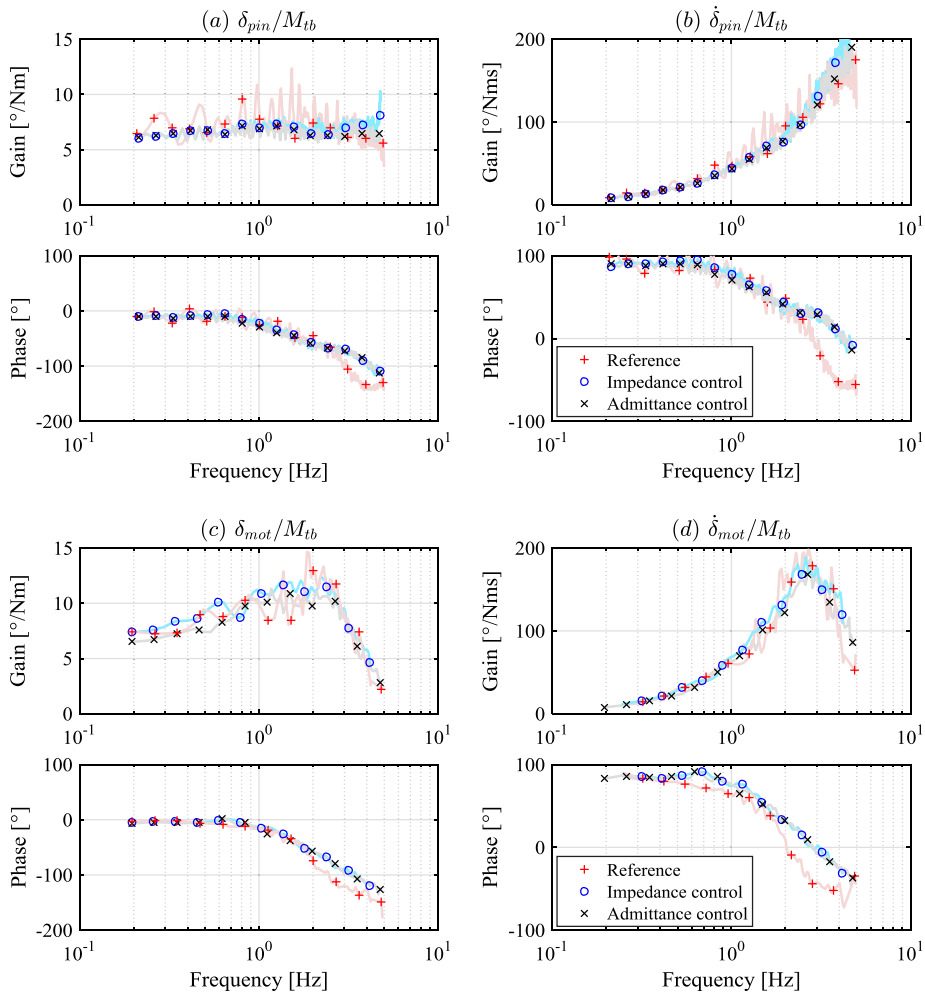 (a) δ_pin/M_tb
(b) δ̇_pin/M_tb
15
10
5
0
Gain [°/Nm]
10^-1
10^0
10^1
200
100
0
Gain [°/Nms]
10^-1
10^0
10^1
100
0
-100
-200
Phase [°]
10^-1
10^0
10^1
Frequency [Hz]
100
0
-100
Phase [°]
Reference
Impedance control
Admittance control
10^-1
10^0
10^1
Frequency [Hz]
(c) δ_mot/M_tb
(d) δ̇_mot/M_tb
15
10
5
0
Gain [°/Nm]
10^-1
10^0
10^1
200
100
0
Gain [°/Nms]
10^-1
10^0
10^1
100
0
-100
-200
Phase [°]
10^-1
10^0
10^1
Frequency [Hz]
100
0
-100
Phase [°]
Reference
Impedance control
Admittance control
10^-1
10^0
10^1
Frequency [Hz]